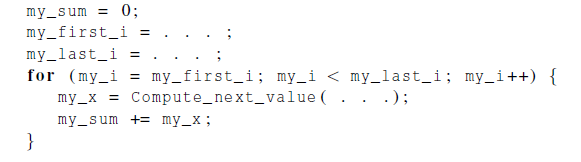 my_sum = 0;
my_first_i = . . . ;
my_last_i = . . . ;
for (my_i = my_first_i; my_i < my_last_i; my_i++) {
my_x = Compute_next_value( . . .);
my_sum += my_x;
}